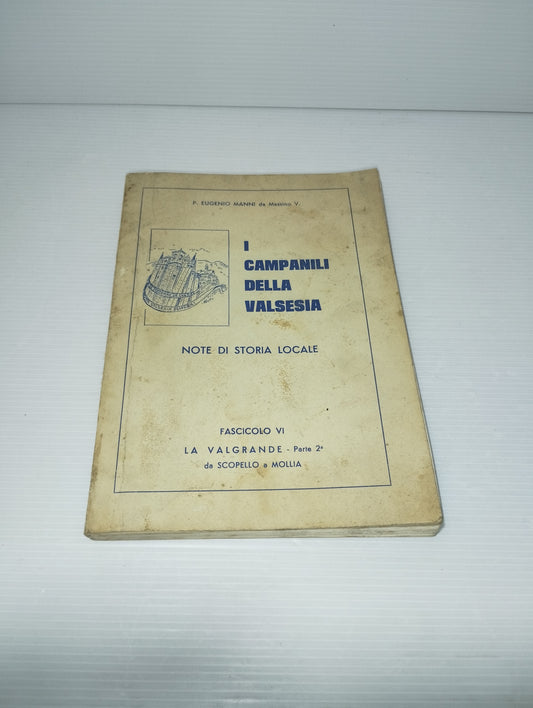 P. EUGENIO MANNI da Massino V.
I
CAMPANILI
DELLA
VALSESIA
NOTE DI STORIA LOCALE
FASCICOLO VI
LA VALGRANDE - Parte 2ª
da SCOPELLO a MOLLIA